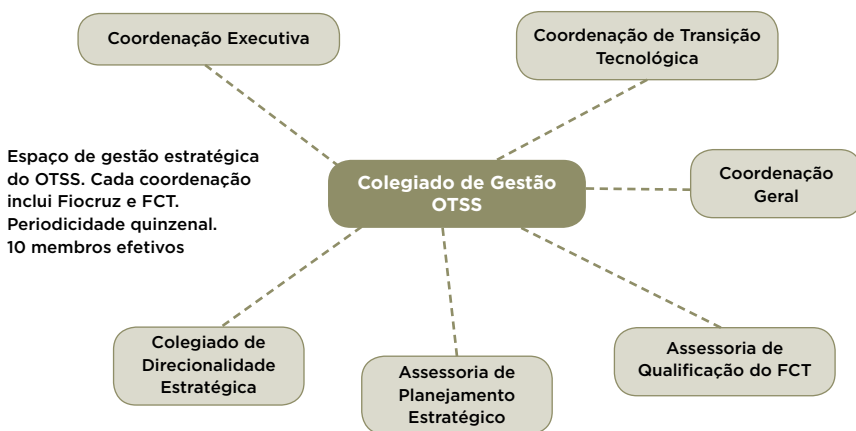 Coordenação Executiva
Coordenação de Transição
Tecnológica
Espaço de gestão estratégica
do OTSS. Cada coordenação
inclui Fiocruz e FCT.
Periodicidade quinzenal.
10 membros efetivos
Colegiado de Gestão
OTSS
Coordenação
Geral
Colegiado de
Direcionalidade
Estratégica
Assessoria de
Planejamento
Estratégico
Assessoria de
Qualificação do FCT